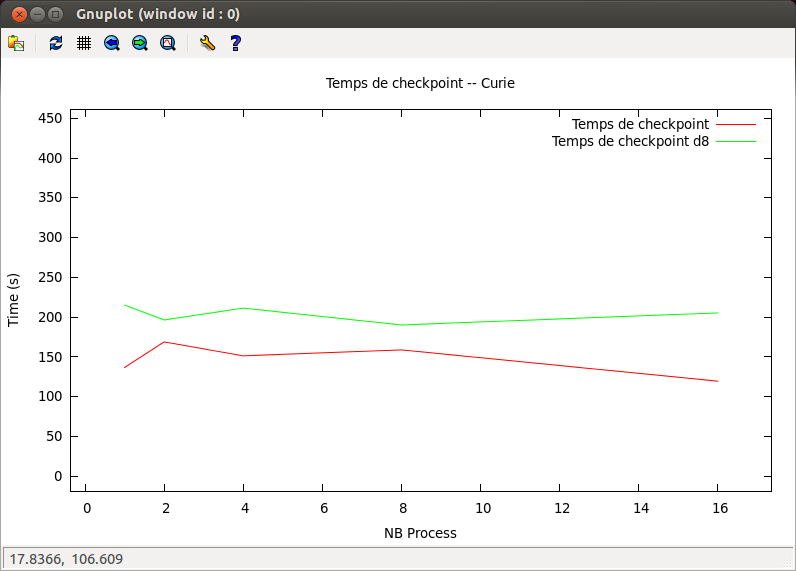 Gnuplot (window id : 0)
Temps de checkpoint -- Curie
Temps de checkpoint
Temps de checkpoint d8
450
400
350
300
250
200
150
100
50
0
Time (s)
0 2 4 6 8 10 12 14 16
NB Process
17.8366, 106.609